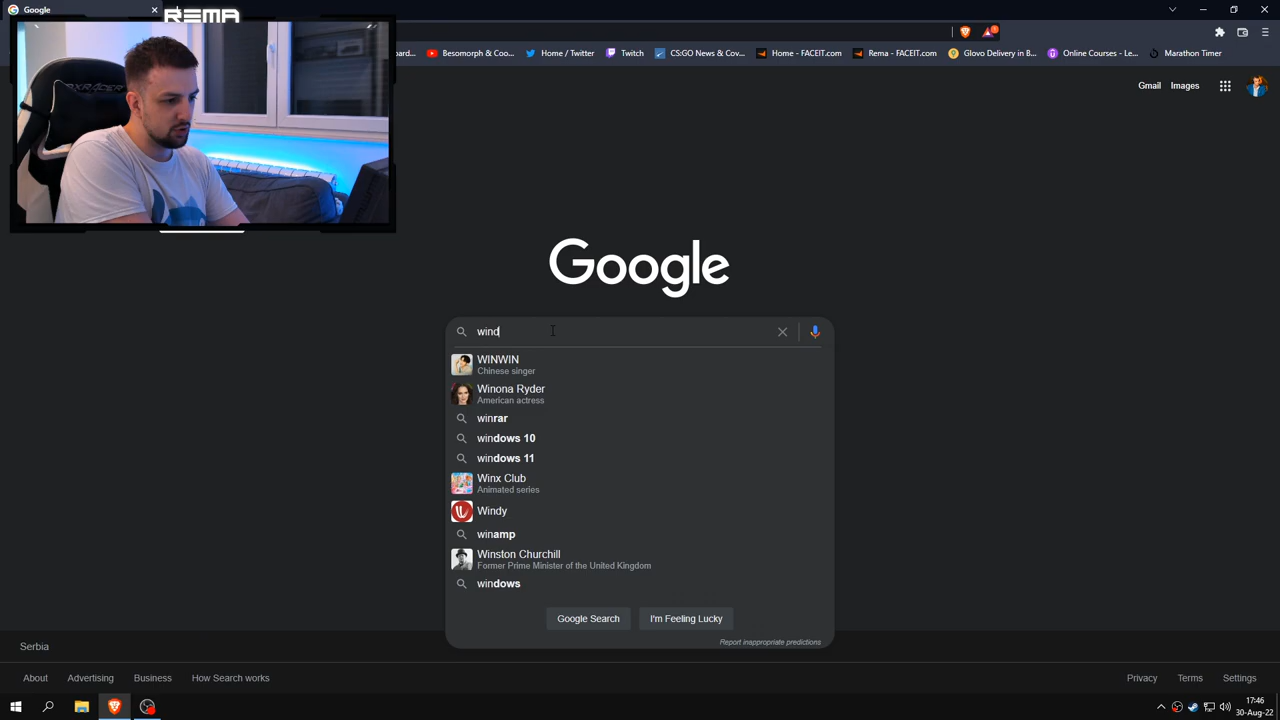 Google
REMA
oard...
Besomorph & Coo...
Home / Twitter
Twitch
CS:GO News & Cov...
Home - FACEIT.com
Rema - FACEIT.com
Glovo Delivery in B...
Online Courses - Le...
Marathon Timer
Gmail
Images
Google
wind
WINWIN
Chinese singer
Winona Ryder
American actress
winrar
windows 10
windows 11
Winx Club
Animated series
Windy
winamp
Winston Churchill
Former Prime Minister of the United Kingdom
windows
Google Search
I'm Feeling Lucky
Report inappropriate predictions
Serbia
About
Advertising
Business
How Search works
Privacy
Terms
Settings
17:46
30-Aug-22